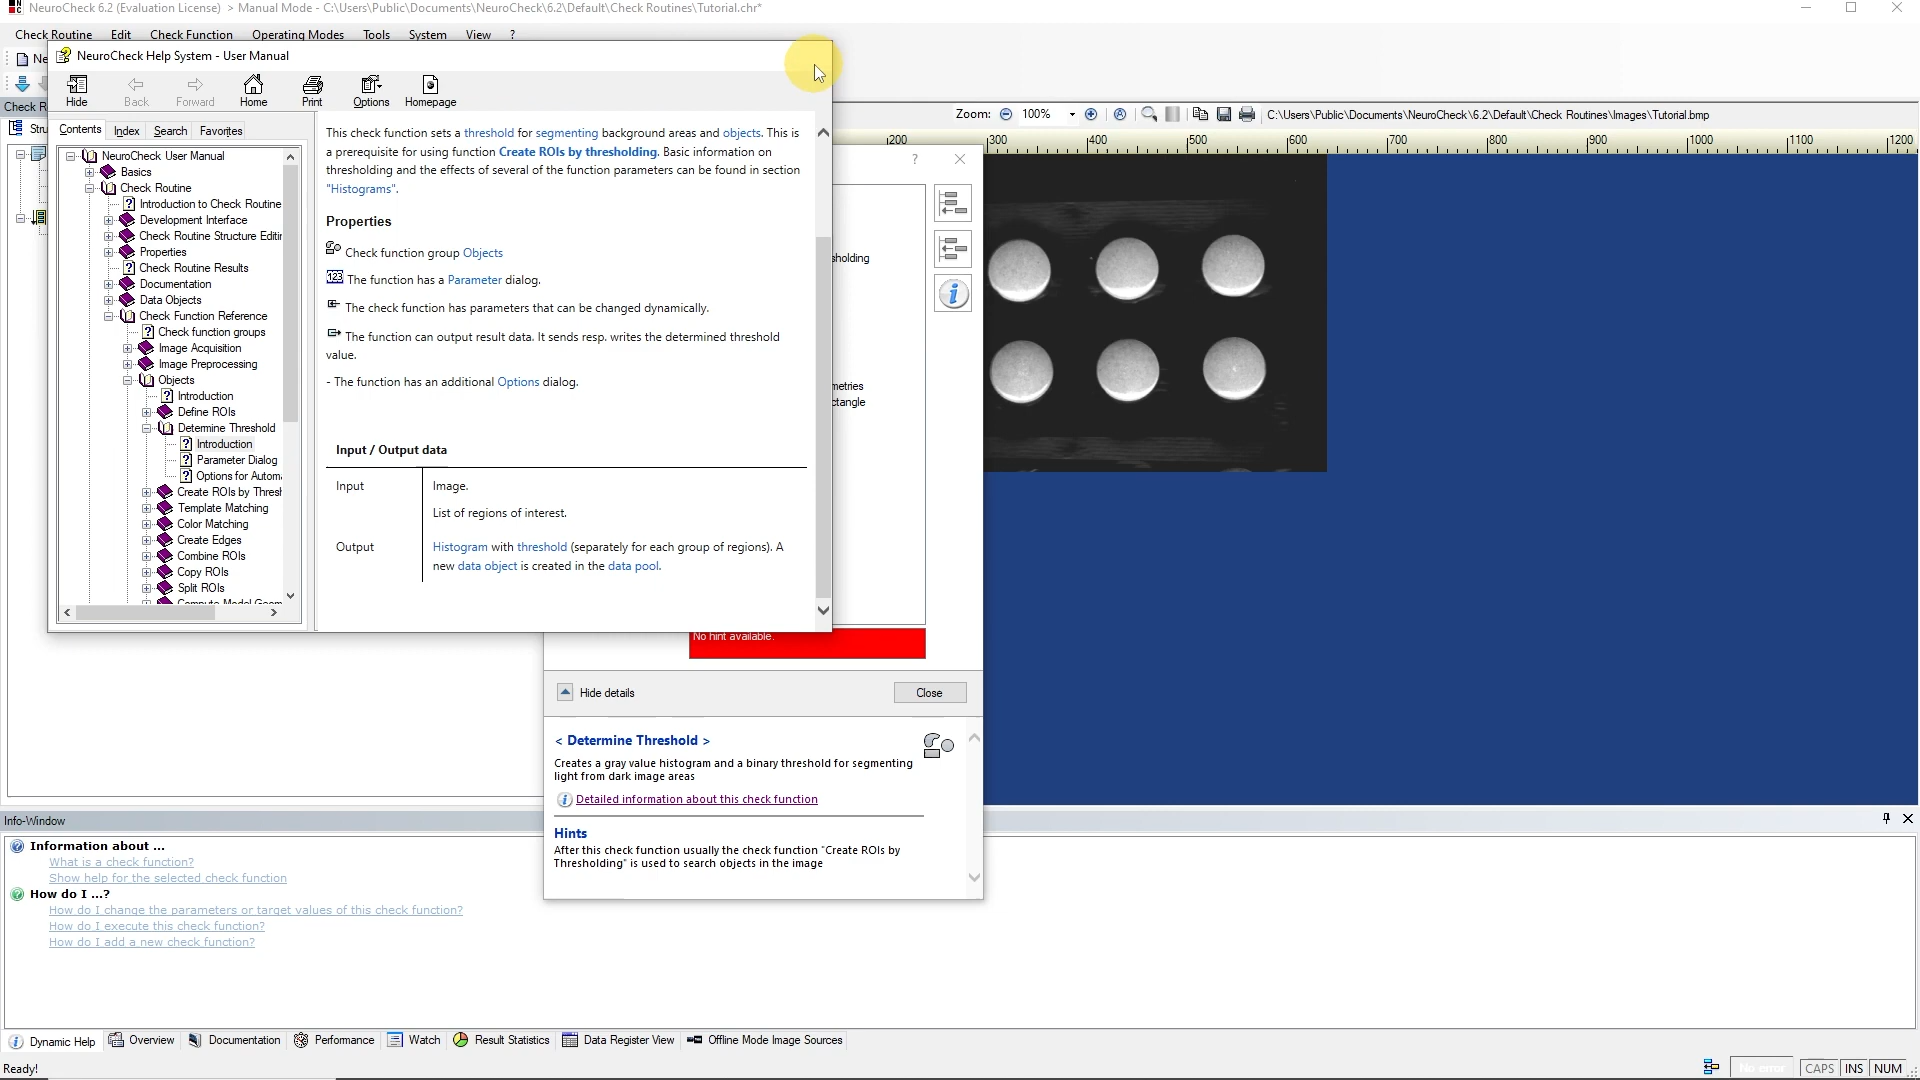 NeuroCheck 6.2 (Evaluation License) > Manual Mode - C:\Users\Public\Documents\NeuroCheck\6.2\Default\Check Routines\Tutorial.chr*
Check Routine Edit Check Function Operating Modes Tools System View ?
Ne
NeuroCheck Help System - User Manual
Hide Back Forward Home Print Options Homepage
Check R
Stru
Contents Index Search Favorites
NeuroCheck User Manual
Basics
Check Routine
Introduction to Check Routine
Development Interface
Check Routine Structure Editi
Properties
Check Routine Results
Documentation
Data Objects
Check Function Reference
Check function groups
Image Acquisition
Image Preprocessing
Objects
Introduction
Define ROIs
Determine Threshold
Introduction
Parameter Dialog
Options for Autom
Create ROIs by Thresh
Template Matching
Color Matching
Create Edges
Combine ROIs
Copy ROIs
Split ROIs
Compute Model Geom
This check function sets a threshold for segmenting background areas and objects. This is
a prerequisite for using function Create ROIs by thresholding. Basic information on
thresholding and the effects of several of the function parameters can be found in section
"Histograms".
Properties
Check function group Objects
123 The function has a Parameter dialog.
The check function has parameters that can be changed dynamically.
The function can output result data. It sends resp. writes the determined threshold
value.
- The function has an additional Options dialog.
Input / Output data
Input Image.
List of regions of interest.
Output Histogram with threshold (separately for each group of regions). A
new data object is created in the data pool.
Zoom: 100% C:\Users\Public\Documents\NeuroCheck\6.2\Default\Check Routines\Images\Tutorial.bmp
200 300 400 500 600 700 800 900 1000 1100 1200
?
sholding
metries
ctangle
No hint available.
Hide details Close
< Determine Threshold >
Creates a gray value histogram and a binary threshold for segmenting
light from dark image areas
Detailed information about this check function
Hints
After this check function usually the check function "Create ROIs by
Thresholding" is used to search objects in the image
Info-Window
Information about ...
What is a check function?
Show help for the selected check function
How do I ...?
How do I change the parameters or target values of this check function?
How do I execute this check function?
How do I add a new check function?
Dynamic Help Overview Documentation Performance Watch Result Statistics Data Register View Offline Mode Image Sources
Ready! No error CAPS INS NUM